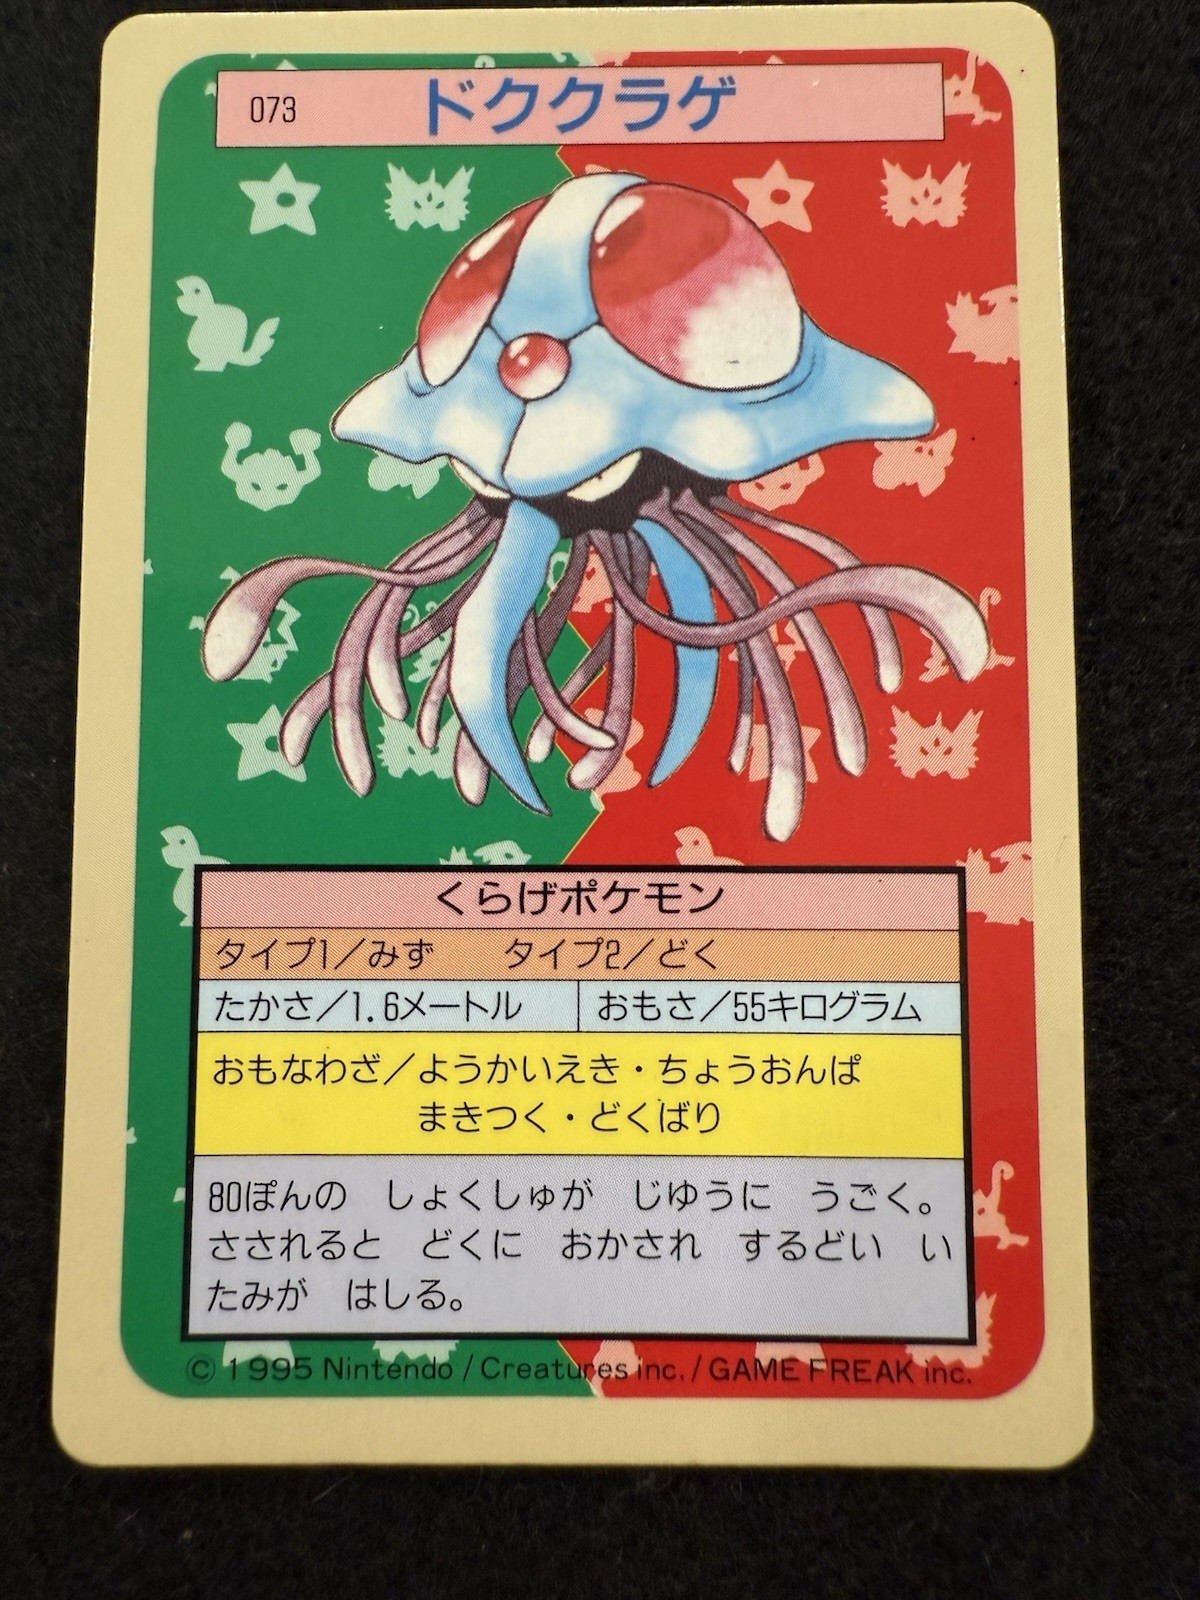 073 ドククラゲ
くらげポケモン
タイプ1／みず　タイプ2／どく
たかさ／1.6メートル　おもさ／55キログラム
おもなわざ／ようかいえき・ちょうおんぱ
まきつく・どくばり
80ぽんの　しょくしゅが　じゆうに　うごく。
さされると　どくに　おかされ　するどい　い
たみが　はしる。
© 1995 Nintendo / Creatures inc. / GAME FREAK inc.